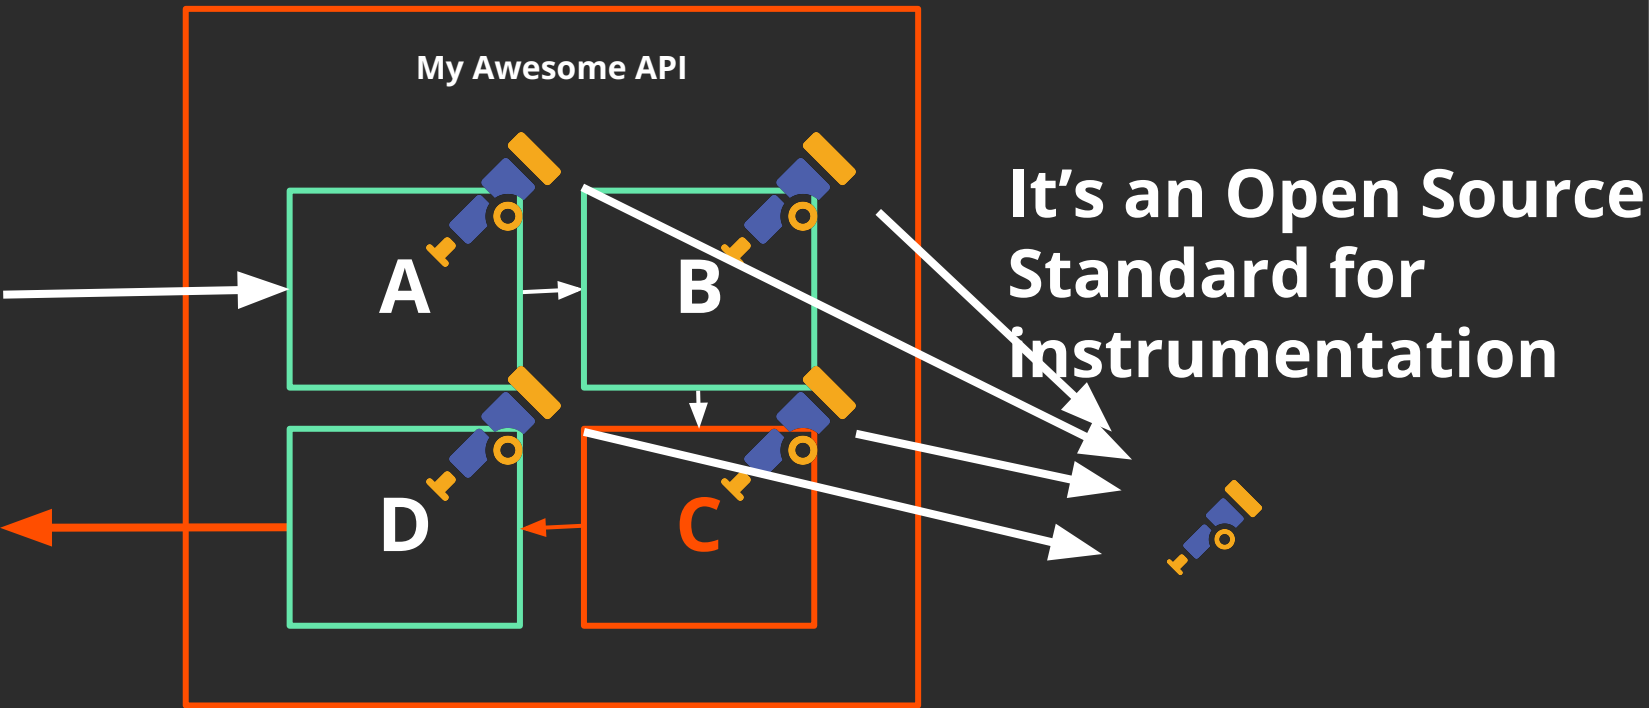 My Awesome API
It’s an Open Source
Standard for
instrumentation
A
B
D
C